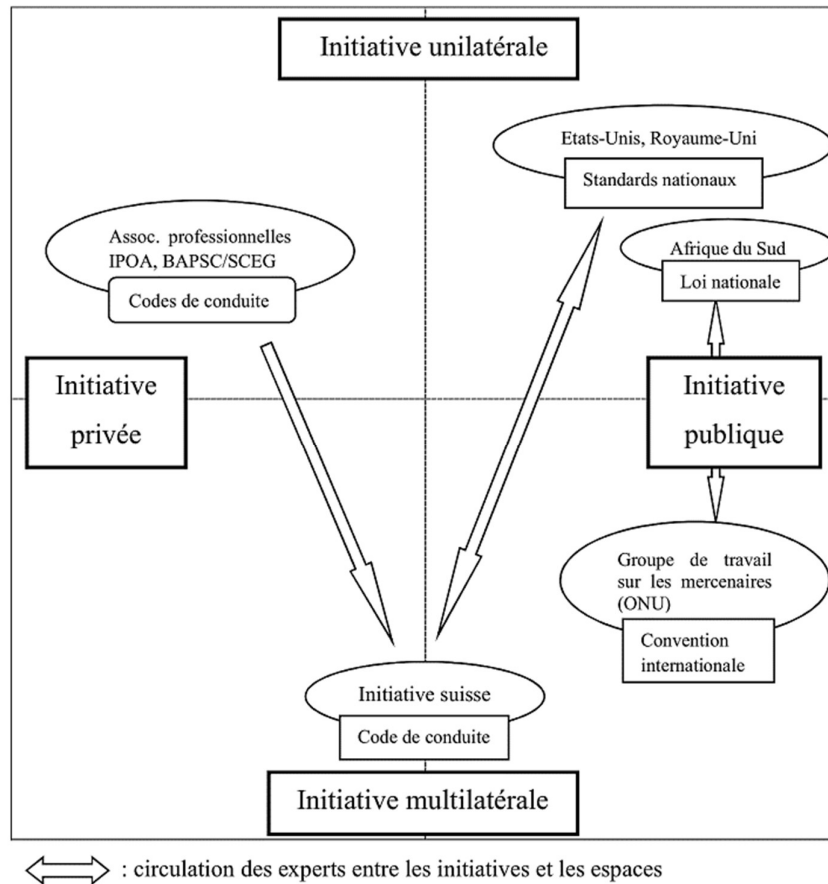 Initiative unilatérale
Etats-Unis, Royaume-Uni
Standards nationaux
Assoc. professionnelles
IPOA, BAPSC/SCEG
Codes de conduite
Afrique du Sud
Loi nationale
Initiative
privée
Initiative
publique
Groupe de travail
sur les mercenaires
(ONU)
Convention
internationale
Initiative suisse
Code de conduite
Initiative multilatérale
: circulation des experts entre les initiatives et les espaces